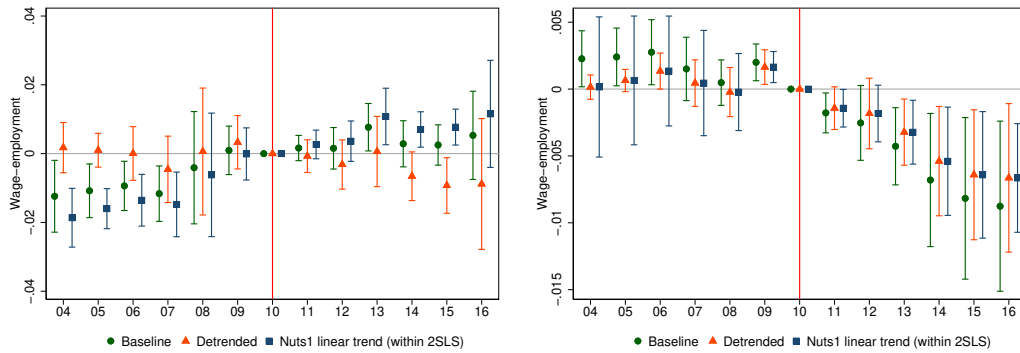 Wage−employment
.04
.02
0
−.02
−.04
04 05 06 07 08 09 10 11 12 13 14 15 16
Baseline Detrended Nuts1 linear trend (within 2SLS)
Wage−employment
.005
0
−.005
−.01
−.015
04 05 06 07 08 09 10 11 12 13 14 15 16
Baseline Detrended Nuts1 linear trend (within 2SLS)